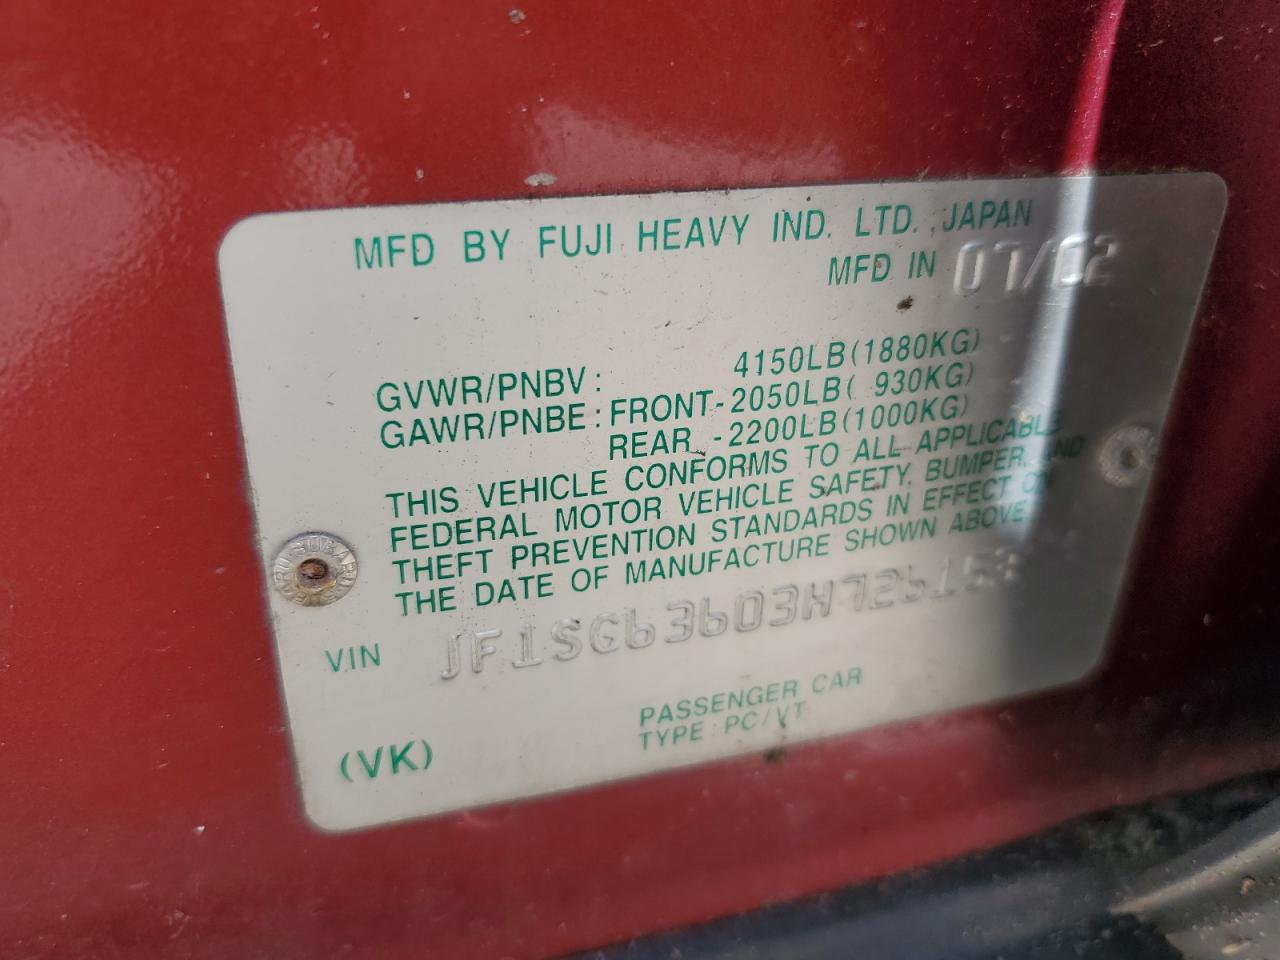 MFD BY FUJI HEAVY IND. LTD., JAPAN
MFD IN 07/02
GVWR/PNBV: 4150LB(1880KG)
GAWR/PNBE: FRONT-2050LB( 930KG)
REAR -2200LB(1000KG)
THIS VEHICLE CONFORMS TO ALL APPLICABLE
FEDERAL MOTOR VEHICLE SAFETY, BUMPER, AND
THEFT PREVENTION STANDARDS IN EFFECT ON
THE DATE OF MANUFACTURE SHOWN ABOVE.
VIN JF1SG63603H726153
PASSENGER CAR
TYPE: PC/VT
(VK)